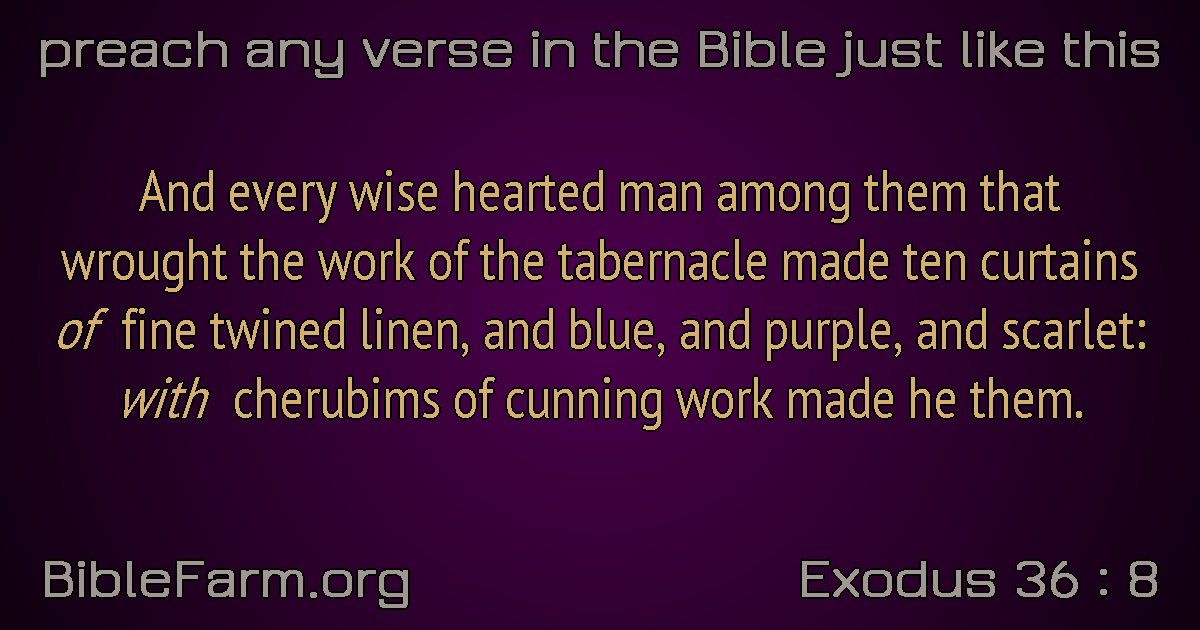 preach any verse in the Bible just like this
And every wise hearted man among them that
wrought the work of the tabernacle made ten curtains
of fine twined linen, and blue, and purple, and scarlet:
with cherubims of cunning work made he them.
BibleFarm.org
Exodus 36 : 8